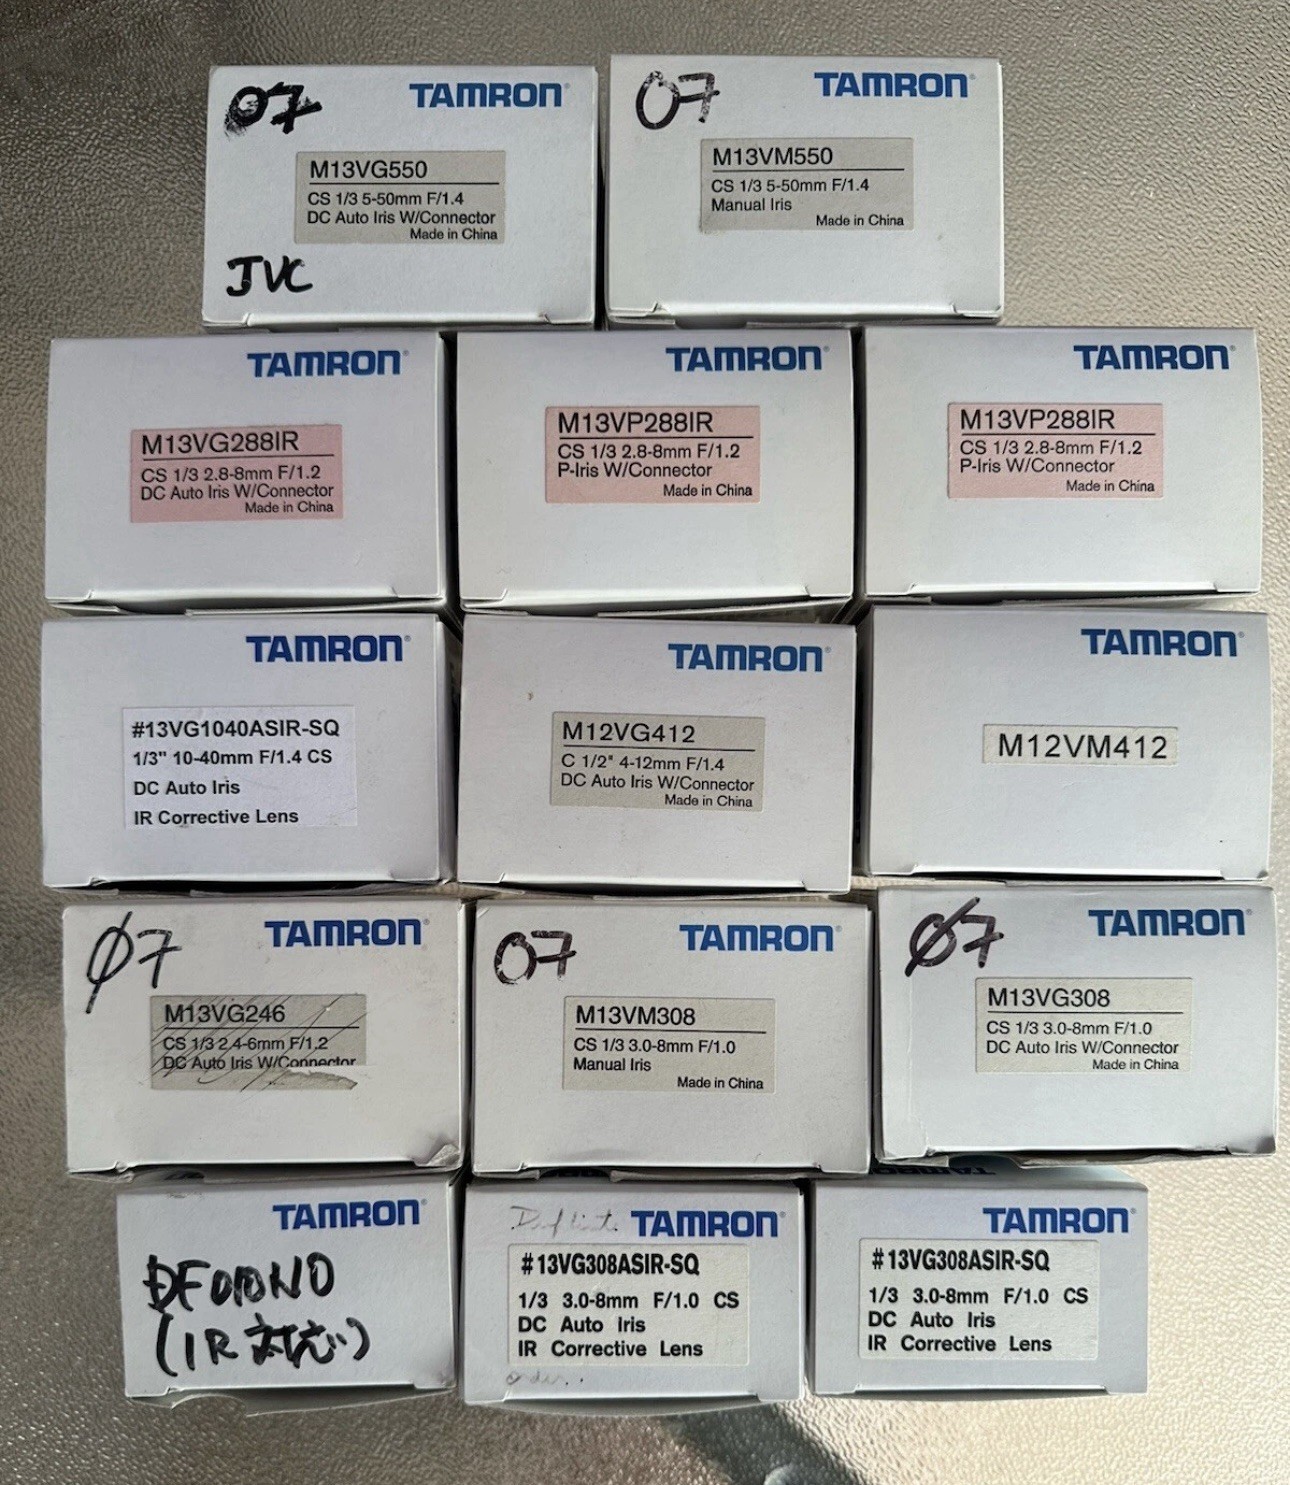 07
TAMRON
M13VG550
CS 1/3 5-50mm F/1.4
DC Auto Iris W/Connector
Made in China
JVC
07
TAMRON
M13VM550
CS 1/3 5-50mm F/1.4
Manual Iris
Made in China
TAMRON
M13VG288IR
CS 1/3 2.8-8mm F/1.2
DC Auto Iris W/Connector
Made in China
TAMRON
M13VP288IR
CS 1/3 2.8-8mm F/1.2
P-Iris W/Connector
Made in China
TAMRON
M13VP288IR
CS 1/3 2.8-8mm F/1.2
P-Iris W/Connector
Made in China
TAMRON
#13VG1040ASIR-SQ
1/3" 10-40mm F/1.4 CS
DC Auto Iris
IR Corrective Lens
TAMRON
M12VG412
C 1/2" 4-12mm F/1.4
DC Auto Iris W/Connector
Made in China
TAMRON
M12VM412
07
TAMRON
M13VG246
CS 1/3 2.4-6mm F/1.2
DC Auto Iris W/Connector
07
TAMRON
M13VM308
CS 1/3 3.0-8mm F/1.0
Manual Iris
Made in China
07
TAMRON
M13VG308
CS 1/3 3.0-8mm F/1.0
DC Auto Iris W/Connector
Made in China
TAMRON
DF010NO
(IR対応)
TAMRON
#13VG308ASIR-SQ
1/3 3.0-8mm F/1.0 CS
DC Auto Iris
IR Corrective Lens
order..
TAMRON
TAMRON
#13VG308ASIR-SQ
1/3 3.0-8mm F/1.0 CS
DC Auto Iris
IR Corrective Lens